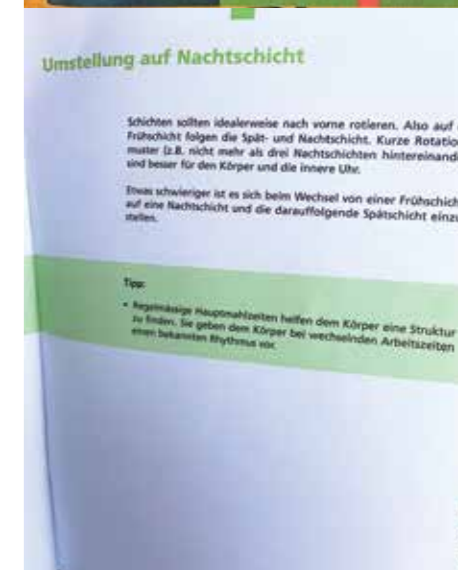 Umstellung auf Nachtschicht
Schichten sollten idealerweise nach vorne rotieren. Also auf
Frühschicht folgen die Spät- und Nachtschicht. Kurze Rotatio
muster (z.B. nicht mehr als drei Nachtschichten hintereinand
sind besser für den Körper und die innere Uhr.
Etwas schwieriger ist es sich beim Wechsel von einer Frühschich
auf eine Nachtschicht und die darauffolgende Spätschicht einzu
stellen.
Tipp:
• Regelmässige Hauptmahlzeiten helfen dem Körper eine Struktur
zu finden. Sie geben dem Körper bei wechselnden Arbeitszeiten
einen bekannten Rhythmus vor.